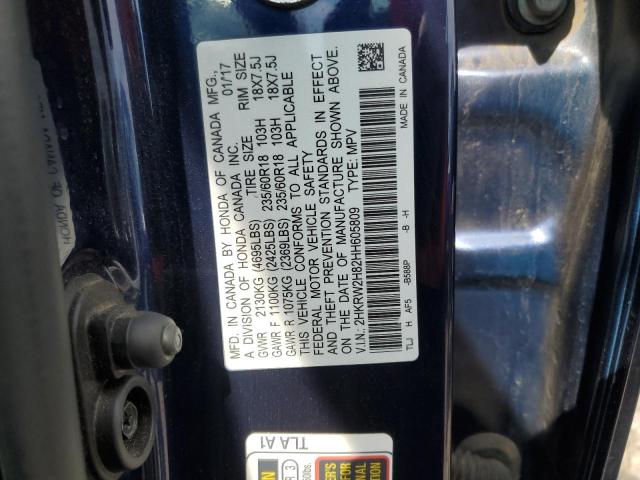 MFD. IN CANADA BY HONDA OF CANADA MFG.,
A DIVISION OF HONDA CANADA INC. 01/17
TIRE SIZE RIM SIZE
GVWR 2130KG (4695LBS)
GAWR F 1100KG (2425LBS) 235/60R18 103H 18X7.5J
GAWR R 1075KG (2369LBS) 235/60R18 103H 18X7.5J
THIS VEHICLE CONFORMS TO ALL APPLICABLE
FEDERAL MOTOR VEHICLE SAFETY
AND THEFT PREVENTION STANDARDS IN EFFECT
ON THE DATE OF MANUFACTURE SHOWN ABOVE.
V.I.N: 2HKRW2H82HH605809 TYPE: MPV
TLJ H AF5 -B588P -B -H MADE IN CANADA
TLA A1